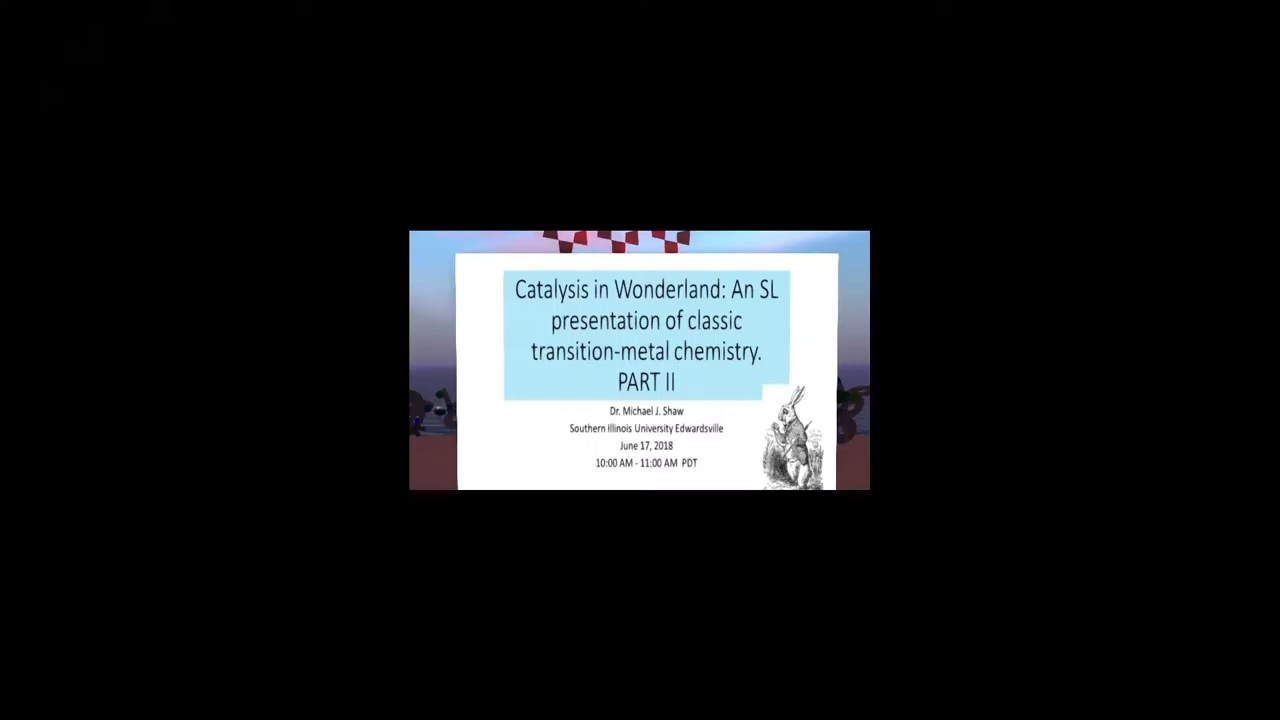 Catalysis in Wonderland: An SL
presentation of classic
transition-metal chemistry.
PART II
Dr. Michael J. Shaw
Southern Illinois University Edwardsville
June 17, 2018
10:00 AM - 11:00 AM PDT